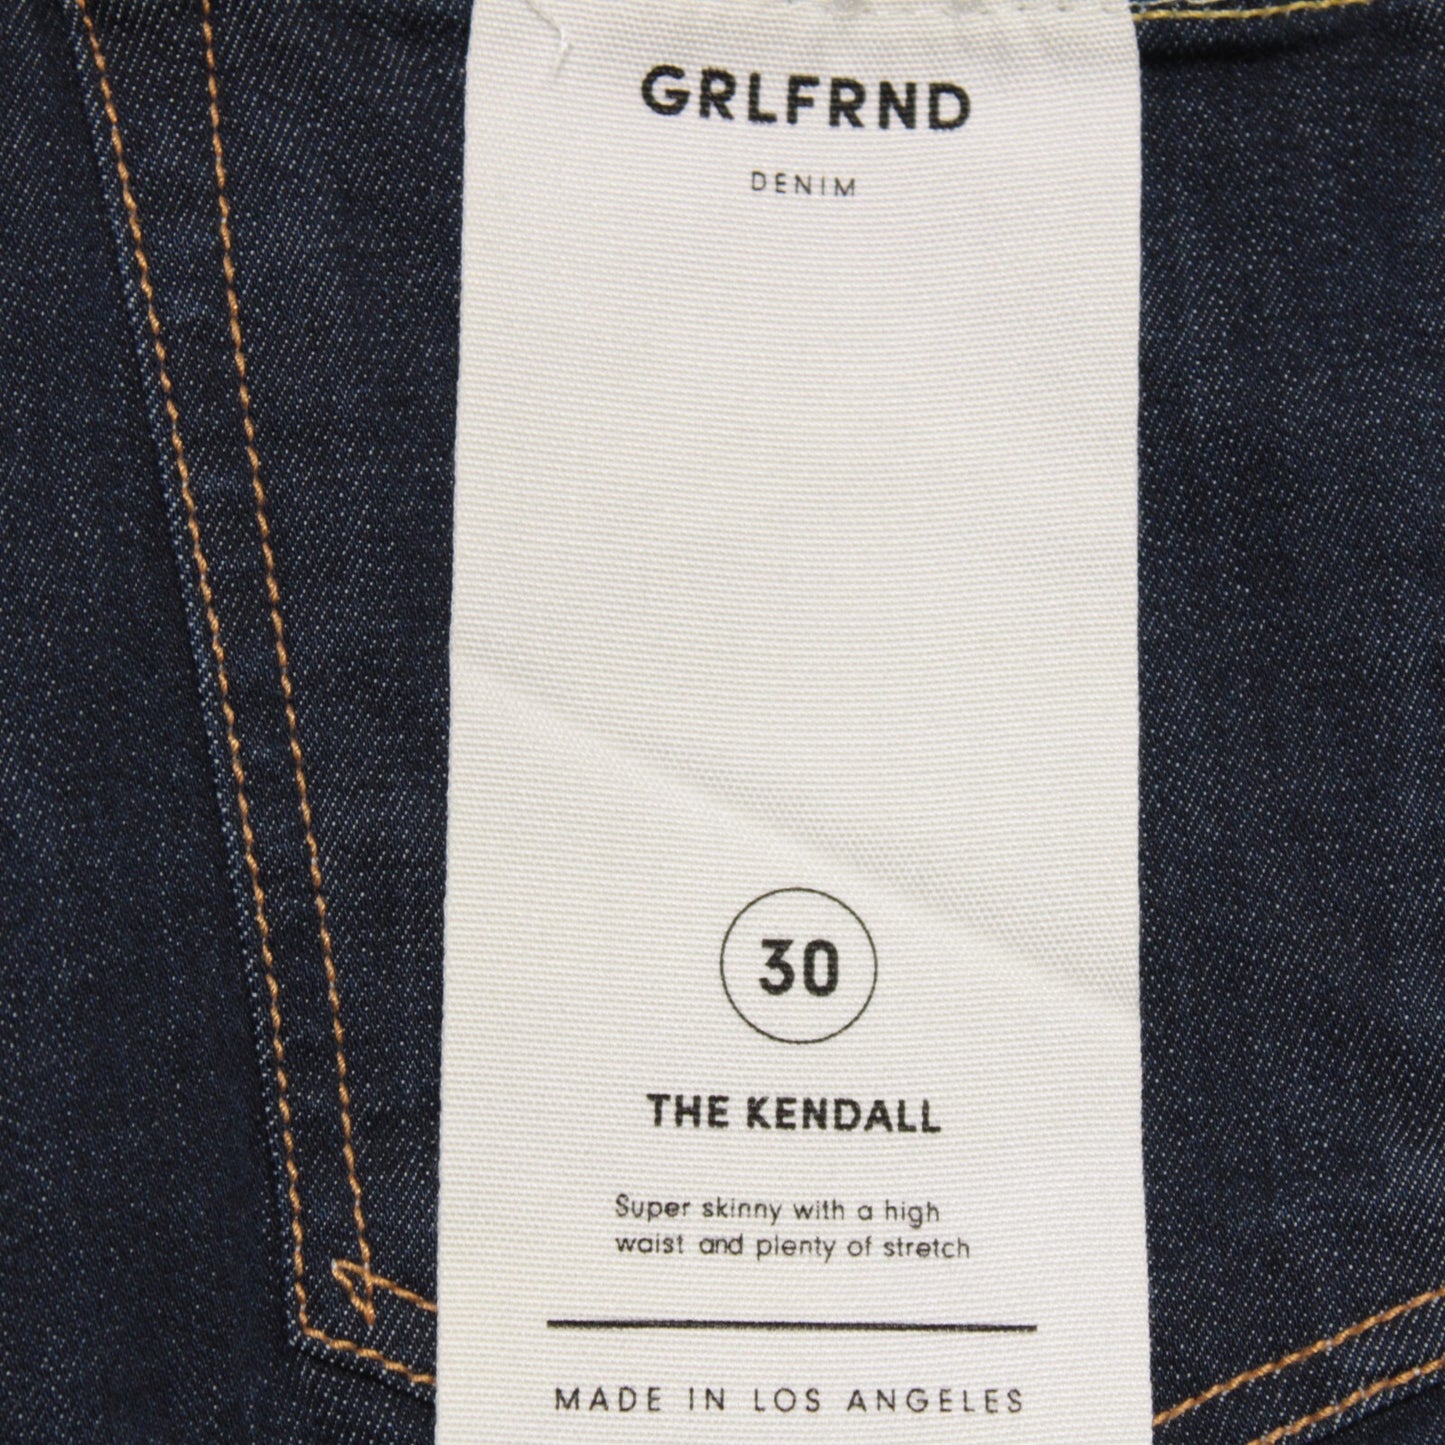 GRLFRND
DENIM
30
THE KENDALL
Super skinny with a high
waist and plenty of stretch
MADE IN LOS ANGELES